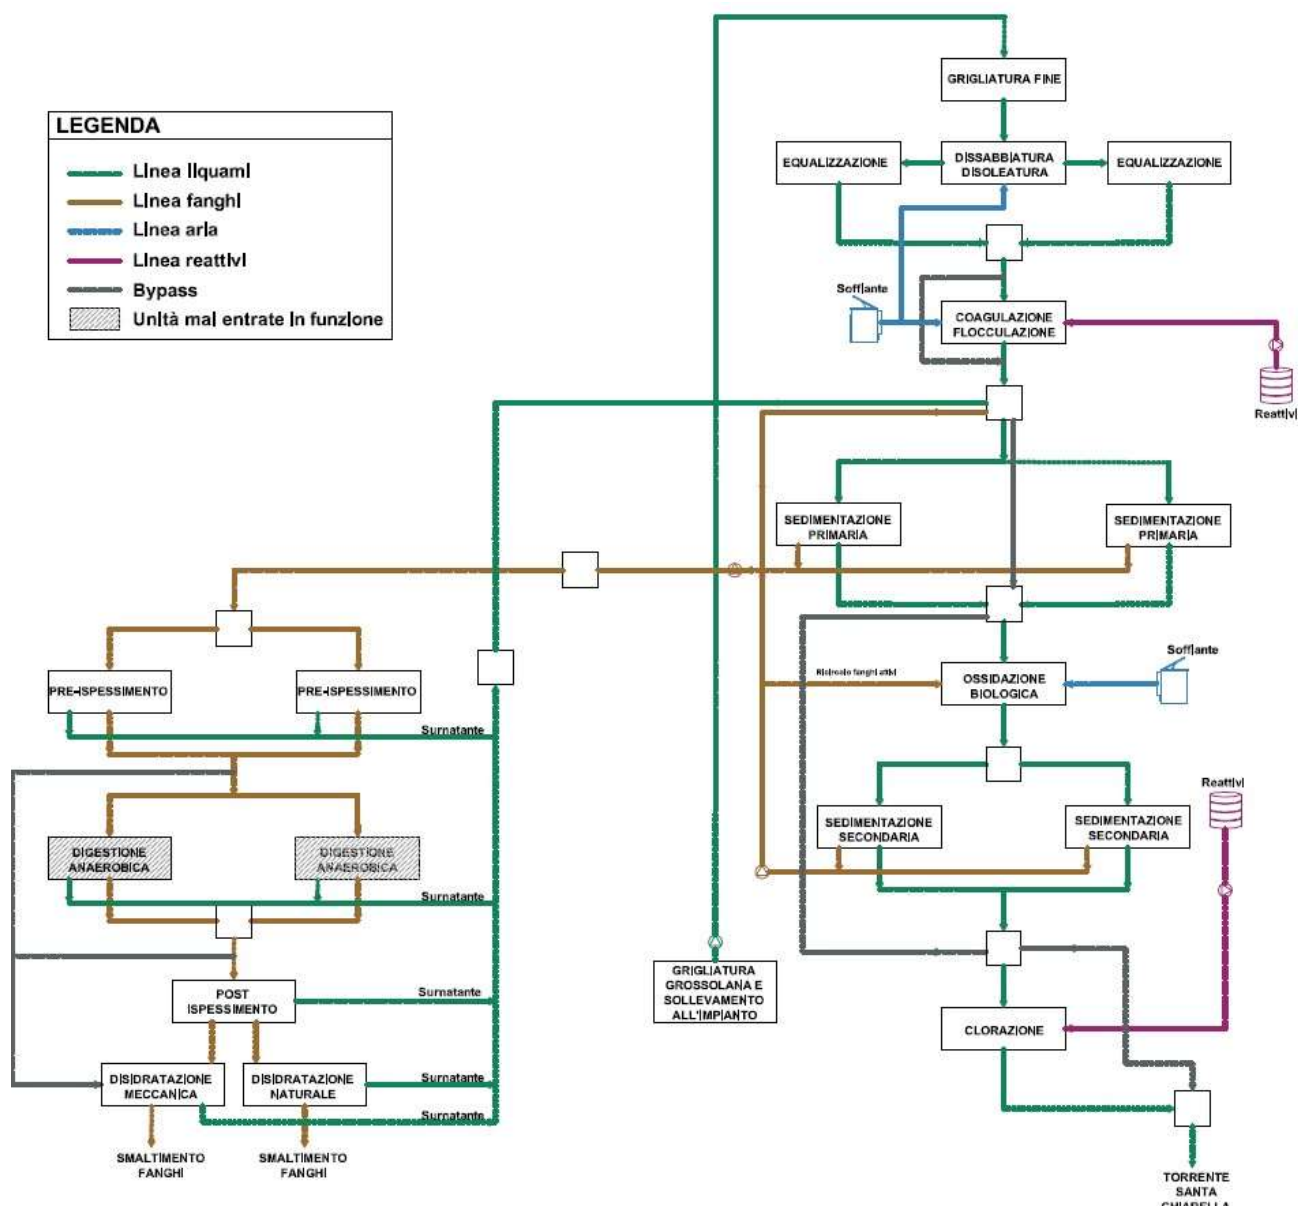 GRIGLIATURA FINE
LEGENDA
Linea liquami
Linea fanghi
Linea aria
Linea reattivi
Bypass
Unità mai entrate in funzione
EQUALIZZAZIONE
DISSABBIATURA
DISOLEATURA
EQUALIZZAZIONE
Soffiante
COAGULAZIONE
FLOCCULAZIONE
Reattivi
SEDIMENTAZIONE
PRIMARIA
SEDIMENTAZIONE
PRIMARIA
PRE-ISPESSIMENTO
PRE-ISPESSIMENTO
Surnatante
Ricircolo fanghi attivi
OSSIDAZIONE
BIOLOGICA
Soffiante
Reattivi
SEDIMENTAZIONE
SECONDARIA
SEDIMENTAZIONE
SECONDARIA
DIGESTIONE
ANAEROBICA
DIGESTIONE
ANAEROBICA
Surnatante
POST
ISPESSIMENTO
Surnatante
GRIGLIATURA
GROSSOLANA E
SOLLEVAMENTO
ALL'IMPIANTO
CLORAZIONE
DISIDRATAZIONE
MECCANICA
DISIDRATAZIONE
NATURALE
Surnatante
Surnatante
SMALTIMENTO
FANGHI
SMALTIMENTO
FANGHI
TORRENTE
SANTA